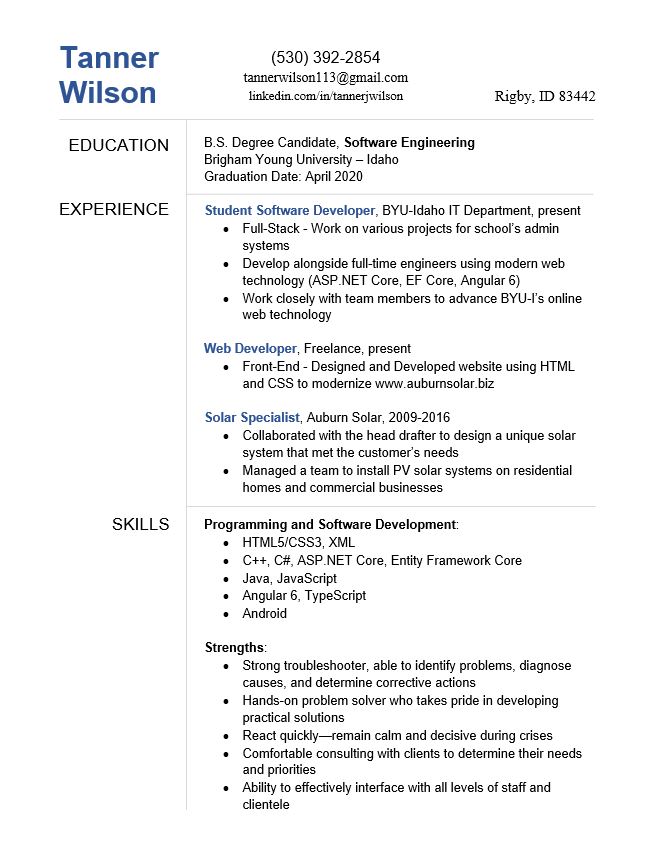 Tanner
Wilson
(530) 392-2854
tannerwilson113@gmail.com
linkedin.com/in/tannerjwilson
Rigby, ID 83442
EDUCATION
B.S. Degree Candidate, Software Engineering
Brigham Young University – Idaho
Graduation Date: April 2020
EXPERIENCE
Student Software Developer, BYU-Idaho IT Department, present
• Full-Stack - Work on various projects for school's admin
systems
• Develop alongside full-time engineers using modern web
technology (ASP.NET Core, EF Core, Angular 6)
• Work closely with team members to advance BYU-I's online
web technology
Web Developer, Freelance, present
• Front-End - Designed and Developed website using HTML
and CSS to modernize www.auburnsolar.biz
Solar Specialist, Auburn Solar, 2009-2016
• Collaborated with the head drafter to design a unique solar
system that met the customer's needs
• Managed a team to install PV solar systems on residential
homes and commercial businesses
SKILLS
Programming and Software Development:
• HTML5/CSS3, XML
• C++, C#, ASP.NET Core, Entity Framework Core
• Java, JavaScript
• Angular 6, TypeScript
• Android
Strengths:
• Strong troubleshooter, able to identify problems, diagnose
causes, and determine corrective actions
• Hands-on problem solver who takes pride in developing
practical solutions
• React quickly—remain calm and decisive during crises
• Comfortable consulting with clients to determine their needs
and priorities
• Ability to effectively interface with all levels of staff and
clientele